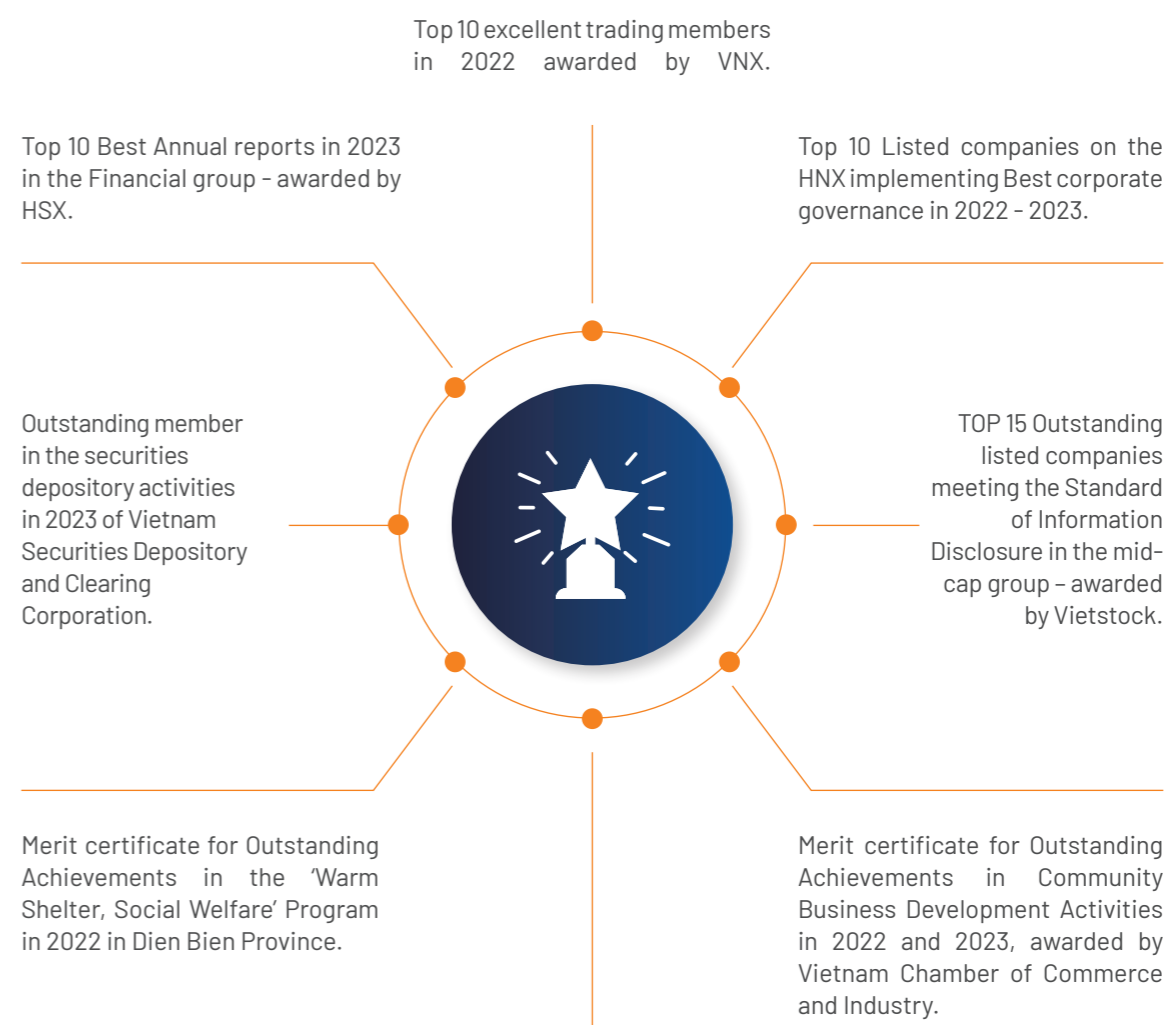 Top 10 excellent trading members
in 2022 awarded by VNX.
Top 10 Best Annual reports in 2023
in the Financial group - awarded by
HSX.
Top 10 Listed companies on the
HNX implementing Best corporate
governance in 2022 - 2023.
Outstanding member
in the securities
depository activities
in 2023 of Vietnam
Securities Depository
and Clearing
Corporation.
TOP 15 Outstanding
listed companies
meeting the Standard
of Information
Disclosure in the mid-
cap group – awarded
by Vietstock.
Merit certificate for Outstanding
Achievements in the ‘Warm
Shelter, Social Welfare’ Program
in 2022 in Dien Bien Province.
Merit certificate for Outstanding
Achievements in Community
Business Development Activities
in 2022 and 2023, awarded by
Vietnam Chamber of Commerce
and Industry.